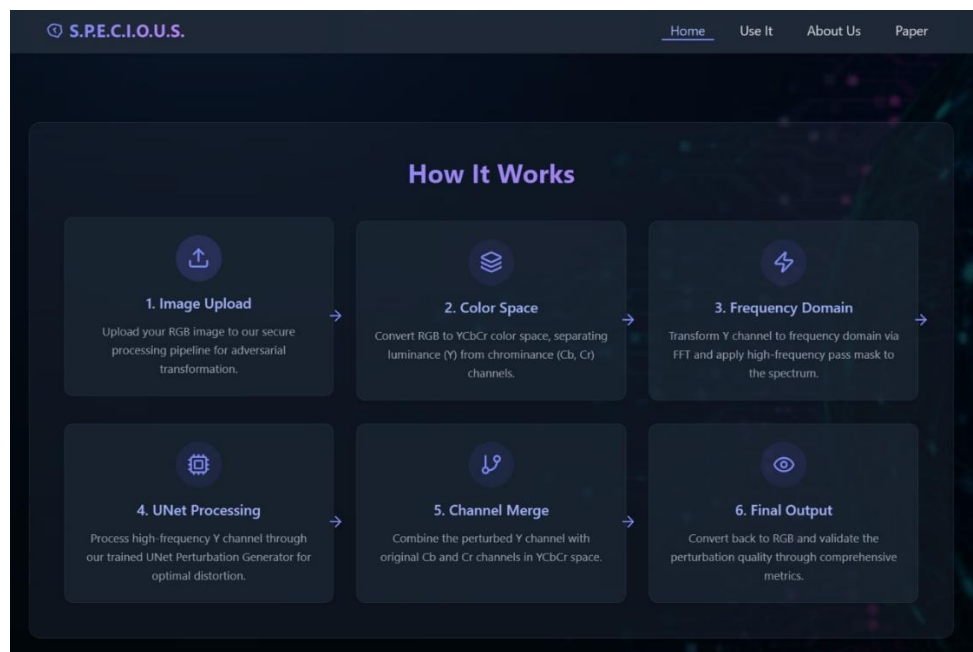 S.P.E.C.I.O.U.S.
Home Use It About Us Paper
How It Works
1. Image Upload
Upload your RGB image to our secure
processing pipeline for adversarial
transformation.
2. Color Space
Convert RGB to YCbCr color space, separating
luminance (Y) from chrominance (Cb, Cr)
channels.
3. Frequency Domain
Transform Y channel to frequency domain via
FFT and apply high-frequency pass mask to
the spectrum.
4. UNet Processing
Process high-frequency Y channel through
our trained UNet Perturbation Generator for
optimal distortion.
5. Channel Merge
Combine the perturbed Y channel with
original Cb and Cr channels in YCbCr space.
6. Final Output
Convert back to RGB and validate the
perturbation quality through comprehensive
metrics.